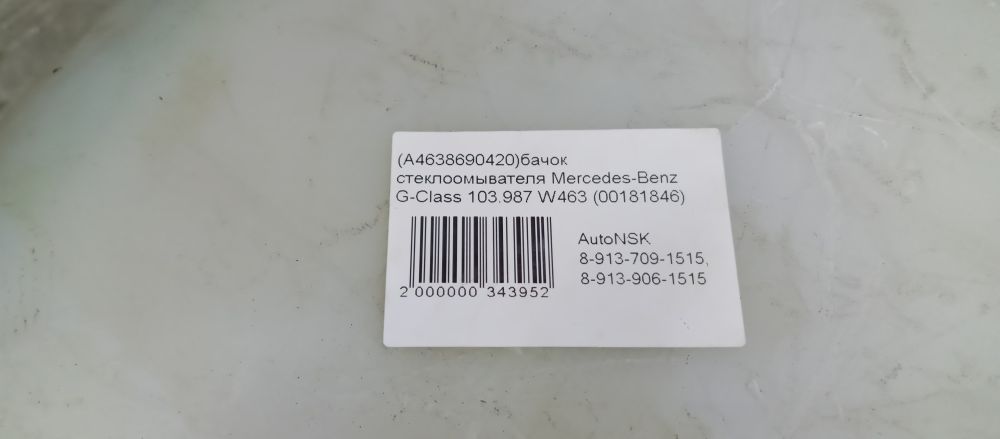 (A4638690420)бачок
стеклоомывателя Mercedes-Benz
G-Class 103.987 W463 (00181846)
AutoNSK
8-913-709-1515,
8-913-906-1515
2 000000 343952